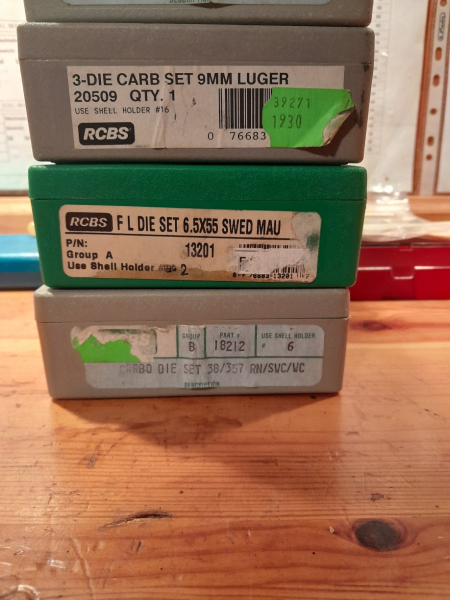 3-DIE CARB SET 9MM LUGER
20509 QTY. 1
USE SHELL HOLDER #16
RCBS
0 76683
39271
1930
RCBS F L DIE SET 6.5X55 SWED MAU
P/N: 13201
Group A
Use Shell Holder 2
GROUP PART # USE SHELL HOLDER
B 18212 # 6
CARBO DIE SET 38/357 RN/SWC/WC
DESCRIPTION